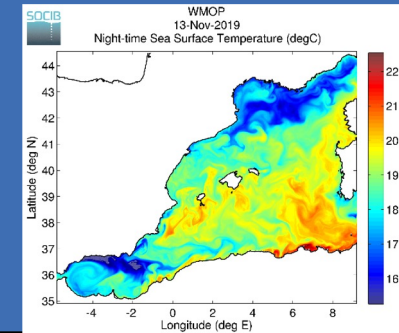 SOCIB
WMOP
13-Nov-2019
Night-time Sea Surface Temperature (degC)
Latitude (deg N)
44
43
42
41
40
39
38
37
36
35
-4 -2 0 2 4 6 8
Longitude (deg E)
22
21
20
19
18
17
16